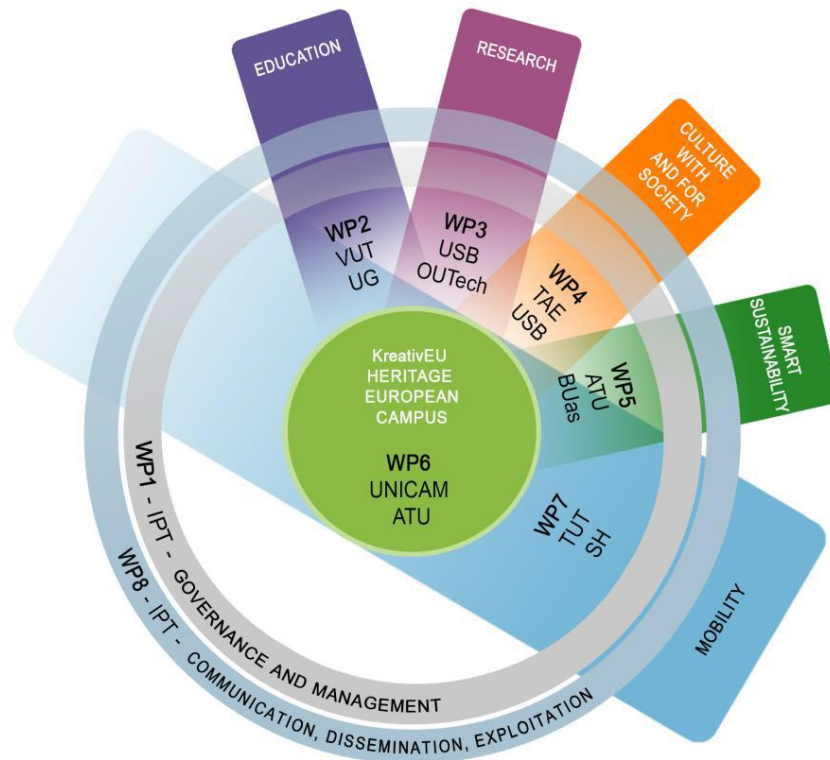 EDUCATION
WP2
VUT
UG
RESEARCH
WP3
USB
OUTech
CULTURE
WITH
AND FOR
SOCIETY
WP4
TAE
USB
SMART
SUSTAINABILITY
WP5
ATU
BUas
KreativEU
HERITAGE
EUROPEAN
CAMPUS
WP6
UNICAM
ATU
WP7
TUT
SH
MOBILITY
WP1 - IPT - GOVERNANCE AND MANAGEMENT
WP8 - IPT - COMMUNICATION, DISSEMINATION, EXPLOITATION